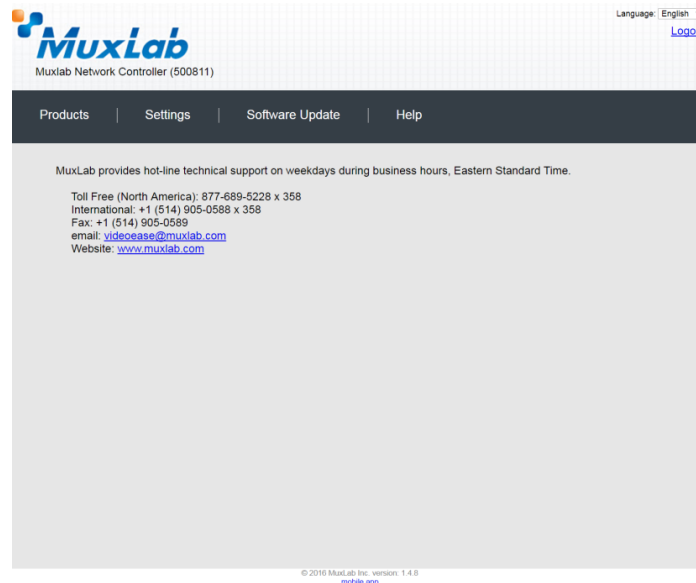 Language: English
Logo
MuxLab
Muxlab Network Controller (500811)
Products | Settings | Software Update | Help
MuxLab provides hot-line technical support on weekdays during business hours, Eastern Standard Time.
Toll Free (North America): 877-689-5228 x 358
International: +1 (514) 905-0588 x 358
Fax: +1 (514) 905-0589
email: videoease@muxlab.com
Website: www.muxlab.com
© 2016 MuxLab Inc. version: 1.4.6
mobile app